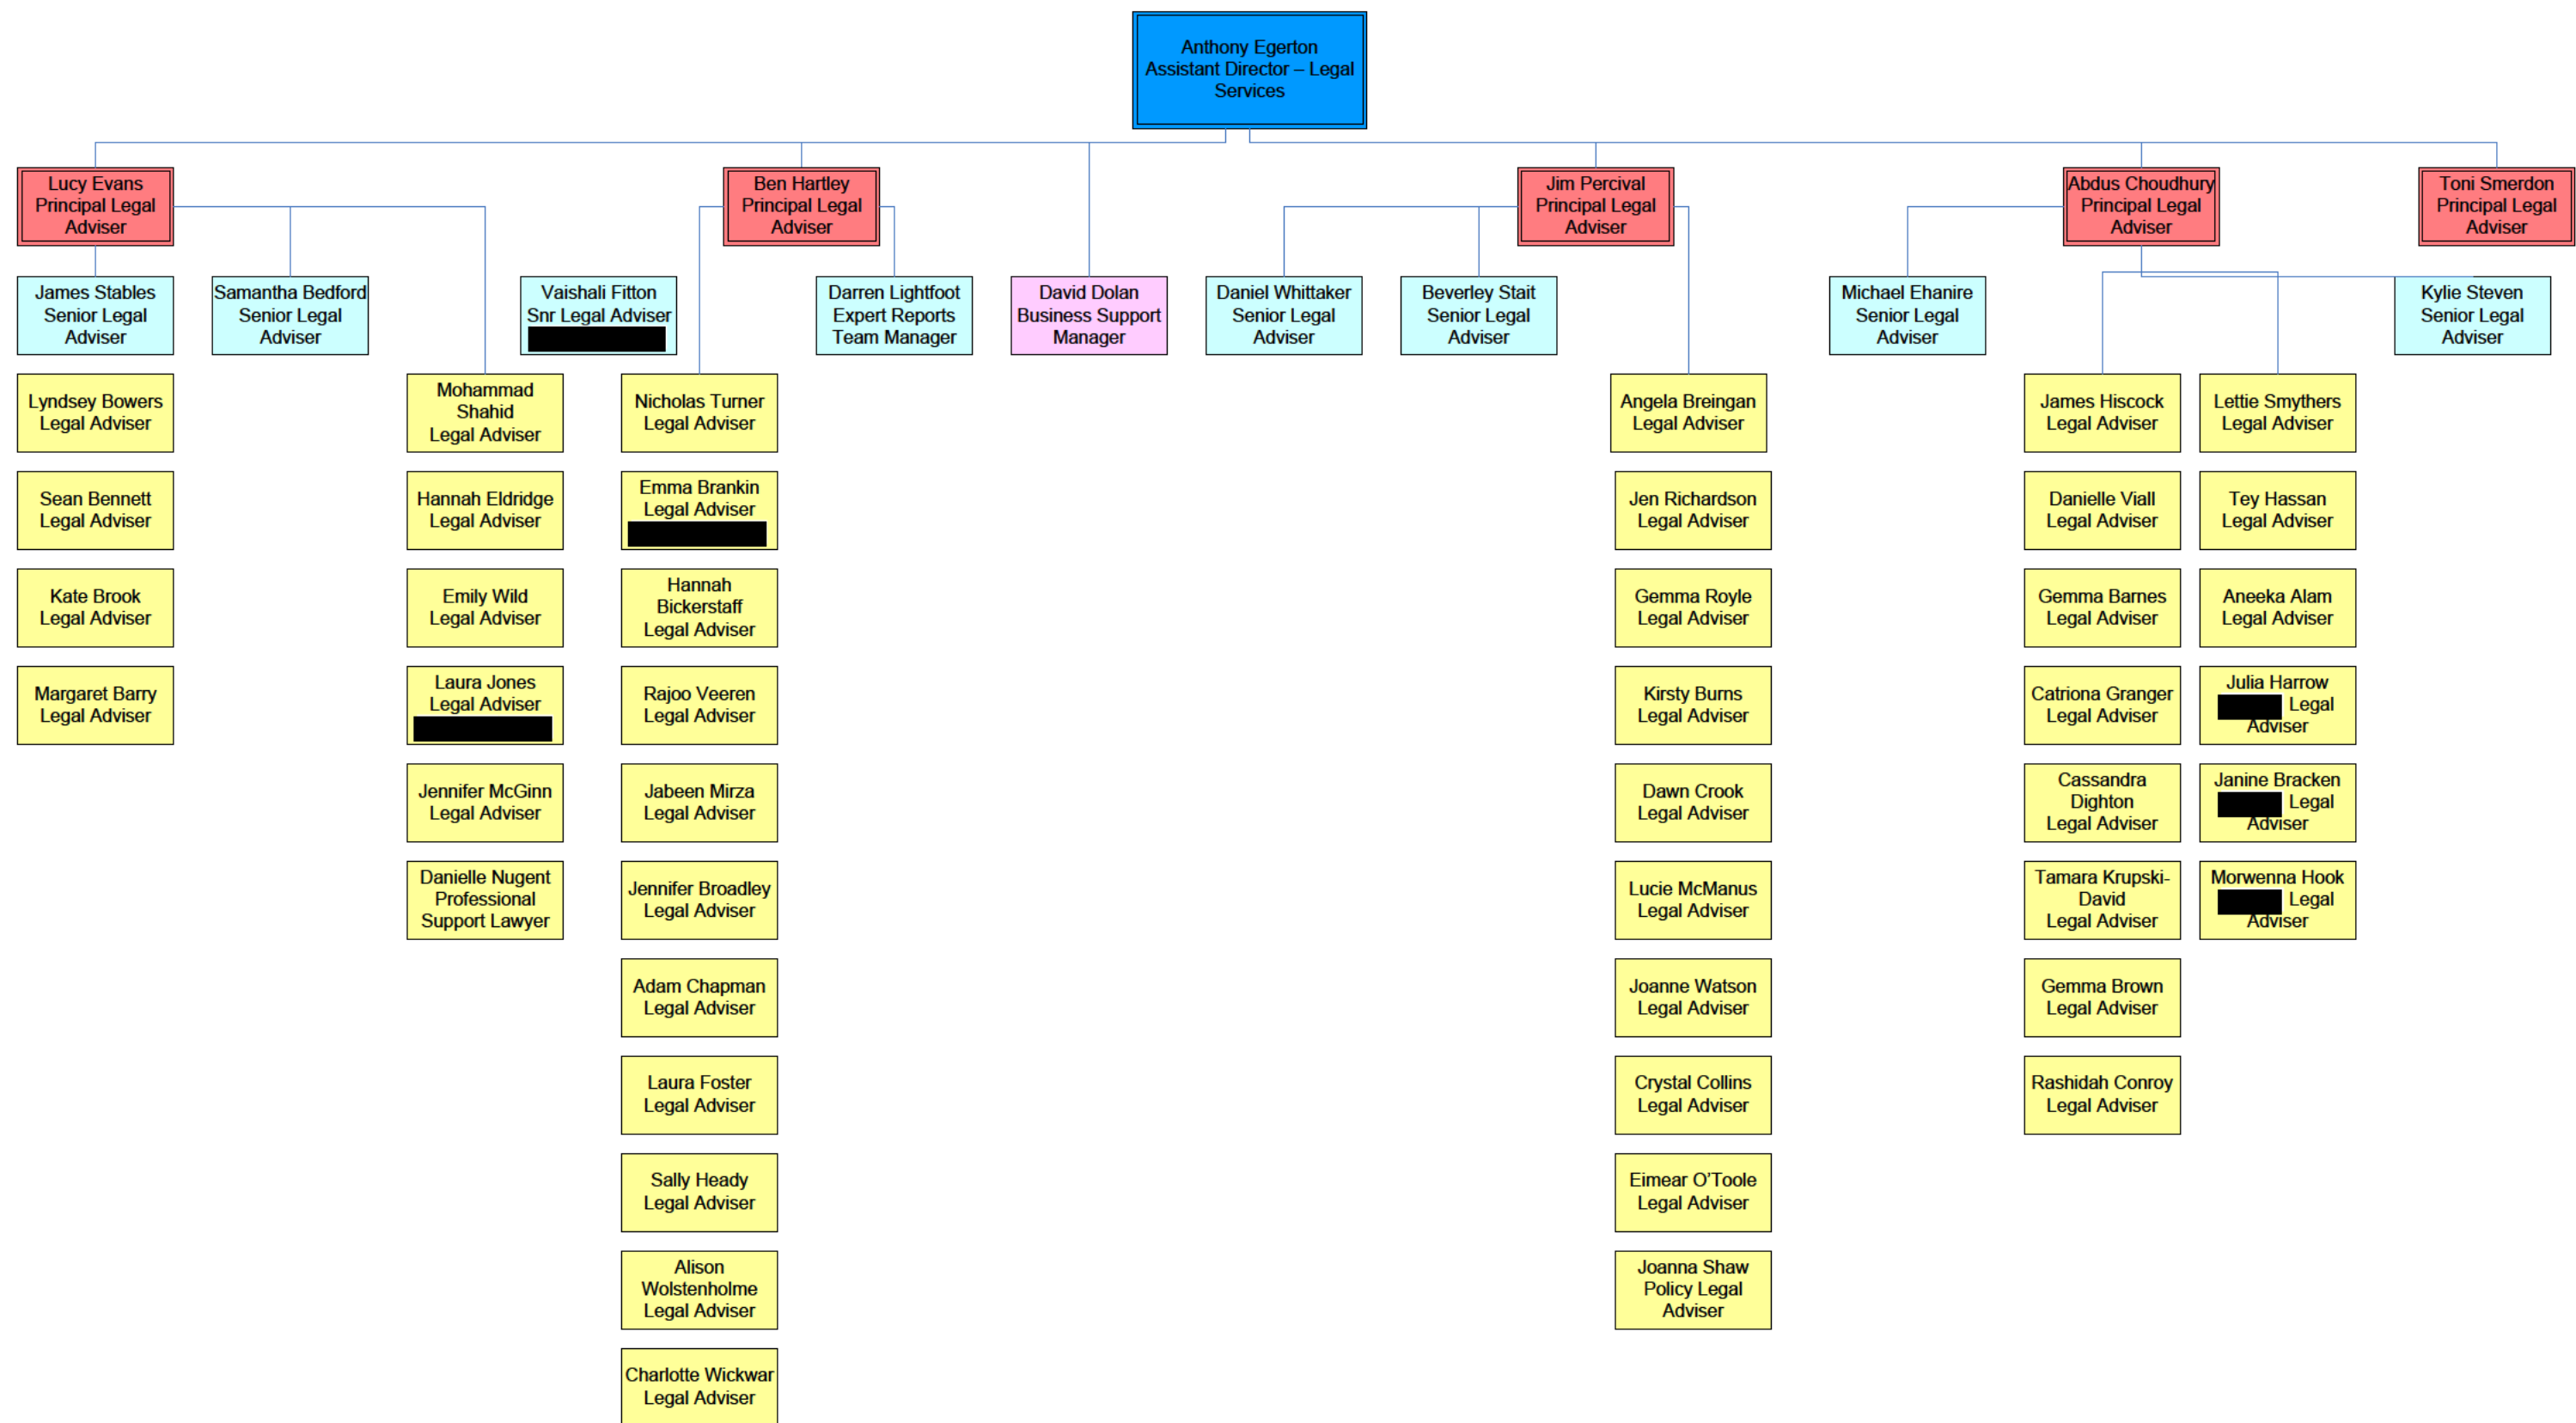 Anthony Egerton
Assistant Director – Legal
Services
Lucy Evans
Principal Legal
Adviser
Ben Hartley
Principal Legal
Adviser
Jim Percival
Principal Legal
Adviser
Abdus Choudhury
Principal Legal
Adviser
Toni Smerdon
Principal Legal
Adviser
James Stables
Senior Legal
Adviser
Samantha Bedford
Senior Legal
Adviser
Vaishali Fitton
Snr Legal Adviser
Darren Lightfoot
Expert Reports
Team Manager
David Dolan
Business Support
Manager
Daniel Whittaker
Senior Legal
Adviser
Beverley Stait
Senior Legal
Adviser
Michael Ehanire
Senior Legal
Adviser
Kylie Steven
Senior Legal
Adviser
Lyndsey Bowers
Legal Adviser
Mohammad
Shahid
Legal Adviser
Nicholas Turner
Legal Adviser
Angela Breingan
Legal Adviser
James Hiscock
Legal Adviser
Lettie Smythers
Legal Adviser
Sean Bennett
Legal Adviser
Hannah Eldridge
Legal Adviser
Emma Brankin
Legal Adviser
Jen Richardson
Legal Adviser
Danielle Viall
Legal Adviser
Tey Hassan
Legal Adviser
Kate Brook
Legal Adviser
Emily Wild
Legal Adviser
Hannah
Bickerstaff
Legal Adviser
Gemma Royle
Legal Adviser
Gemma Barnes
Legal Adviser
Aneeka Alam
Legal Adviser
Margaret Barry
Legal Adviser
Laura Jones
Legal Adviser
Rajoo Veeren
Legal Adviser
Kirsty Burns
Legal Adviser
Catriona Granger
Legal Adviser
Julia Harrow
Legal
Adviser
Jennifer McGinn
Legal Adviser
Jabeen Mirza
Legal Adviser
Dawn Crook
Legal Adviser
Cassandra
Dighton
Legal Adviser
Janine Bracken
Legal
Adviser
Danielle Nugent
Professional
Support Lawyer
Jennifer Broadley
Legal Adviser
Lucie McManus
Legal Adviser
Tamara Krupski-
David
Legal Adviser
Morwenna Hook
Legal
Adviser
Adam Chapman
Legal Adviser
Joanne Watson
Legal Adviser
Gemma Brown
Legal Adviser
Laura Foster
Legal Adviser
Crystal Collins
Legal Adviser
Rashidah Conroy
Legal Adviser
Sally Heady
Legal Adviser
Eimear O’Toole
Legal Adviser
Alison
Wolstenholme
Legal Adviser
Joanna Shaw
Policy Legal
Adviser
Charlotte Wickwar
Legal Adviser